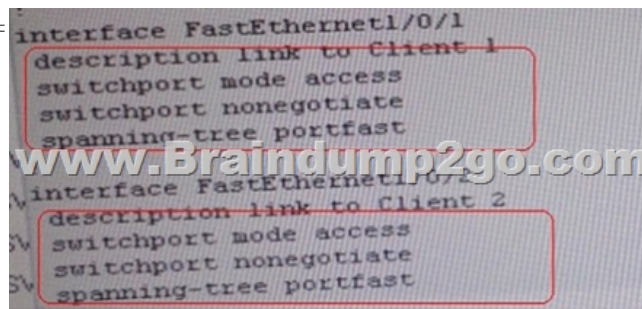 interface FastEthernet1/0/1
description link to Client 1
switchport mode access
switchport nonegotiate
spanning-tree portfast
www.Braindump2go.com
interface FastEthernet1/0/2
description link to Client 2
switchport mode access
switchport nonegotiate
spanning-tree portfast